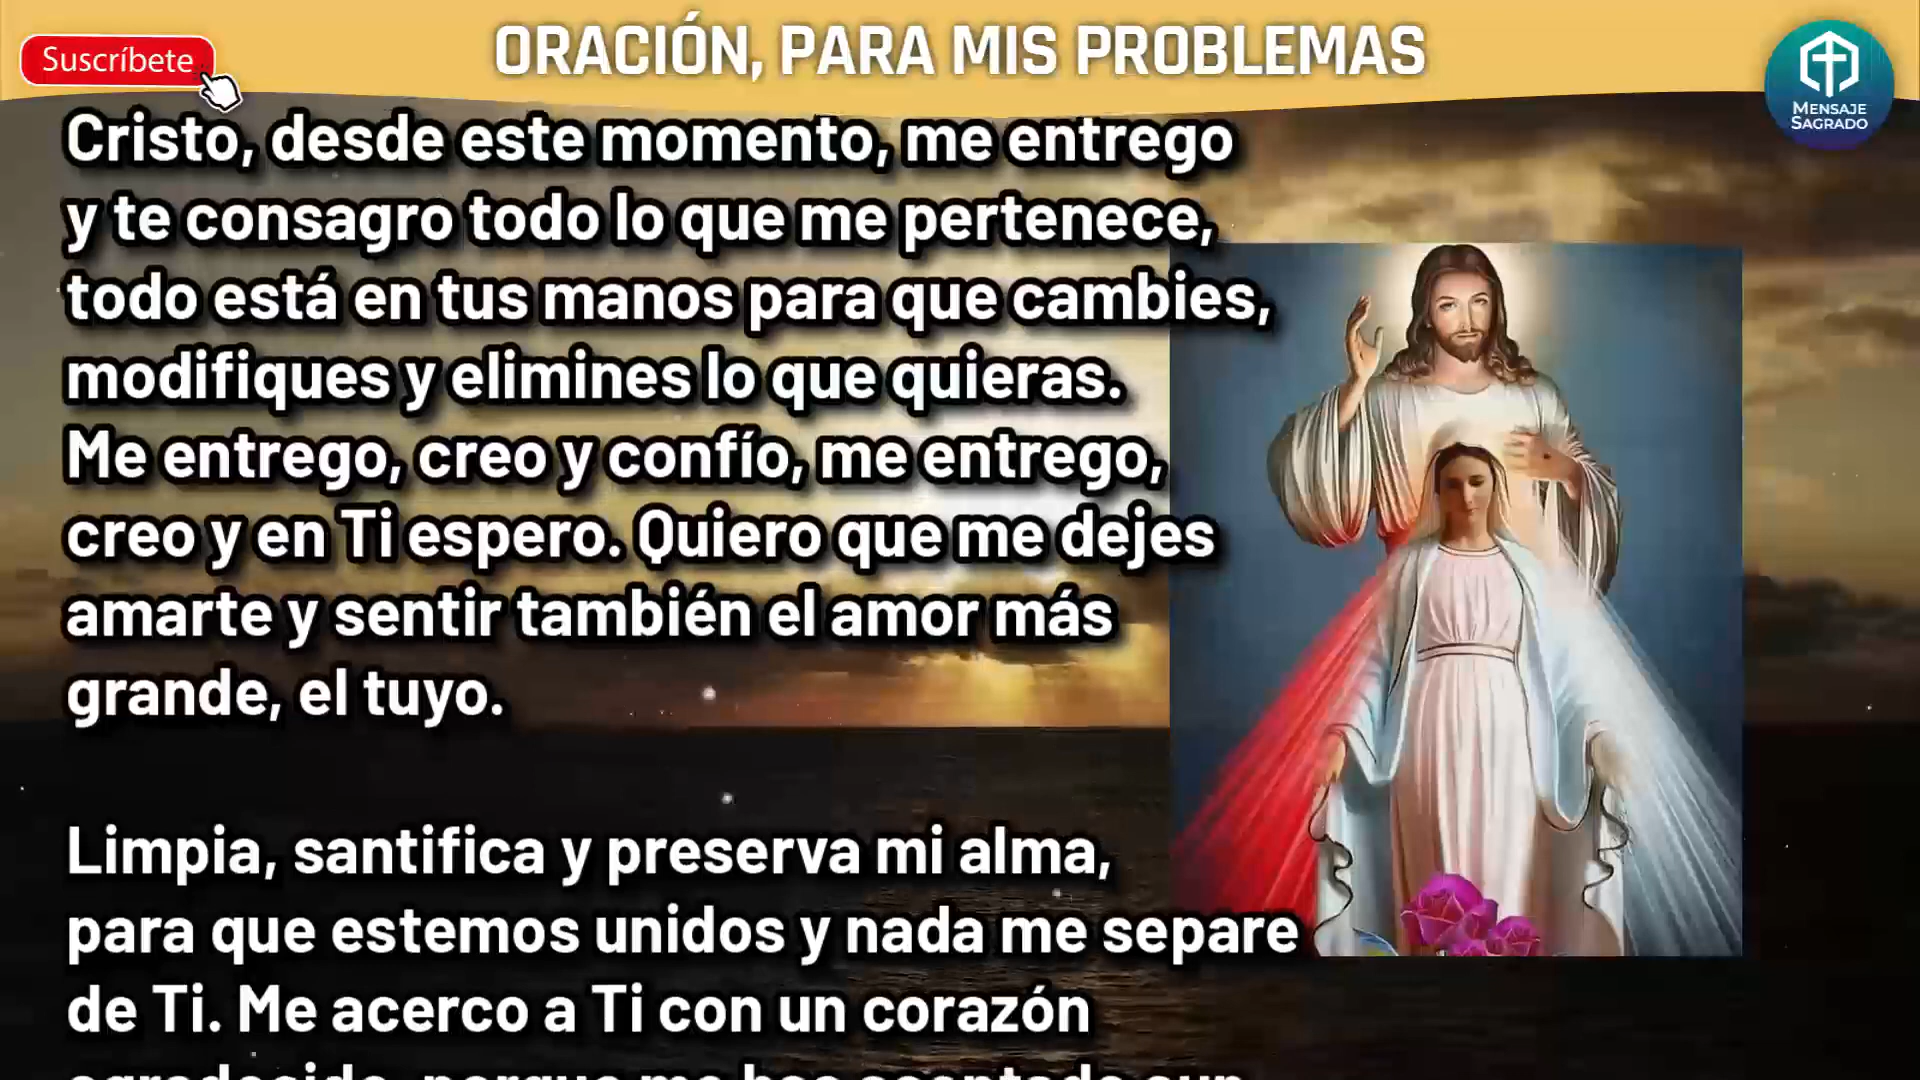 ORACIÓN, PARA MIS PROBLEMAS
Suscríbete
MENSAJE
SAGRADO
Cristo, desde este momento, me entrego
y te consagro todo lo que me pertenece,
todo está en tus manos para que cambies,
modifiques y elimines lo que quieras.
Me entrego, creo y confío, me entrego,
creo y en Ti espero. Quiero que me dejes
amarte y sentir también el amor más
grande, el tuyo.
Limpia, santifica y preserva mi alma,
para que estemos unidos y nada me separe
de Ti. Me acerco a Ti con un corazón